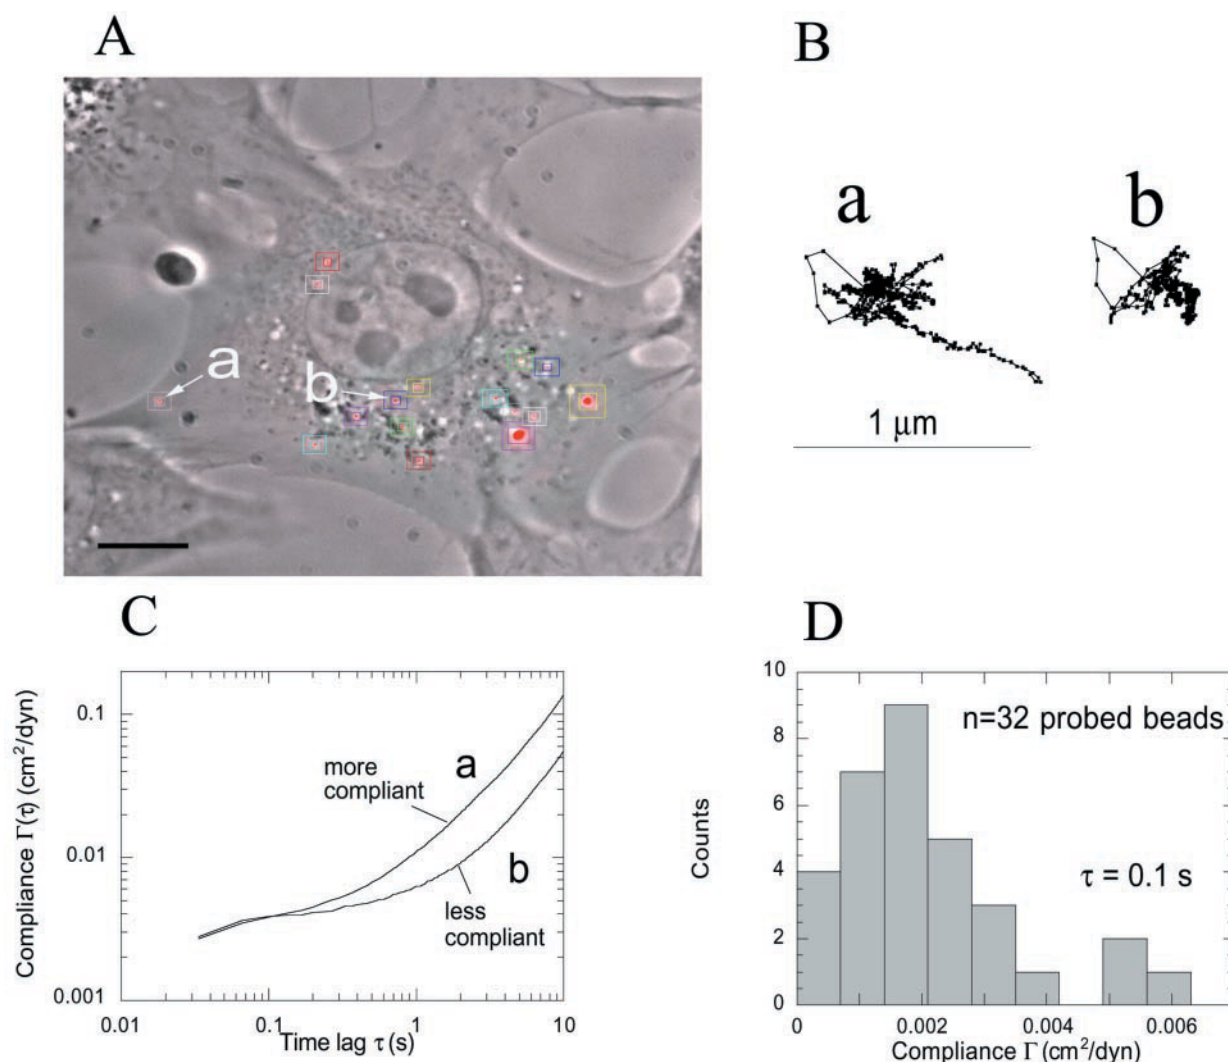 A
B
a
b
a
b
1 μm
C
D
Compliance Γ(τ) (cm²/dyn)
0.1
0.01
0.001
more
compliant
a
b
less
compliant
0.01
0.1
1
10
Time lag τ (s)
Counts
10
8
6
4
2
0
n=32 probed beads
τ = 0.1 s
0
0.002
0.004
0.006
Compliance Γ (cm²/dyn)